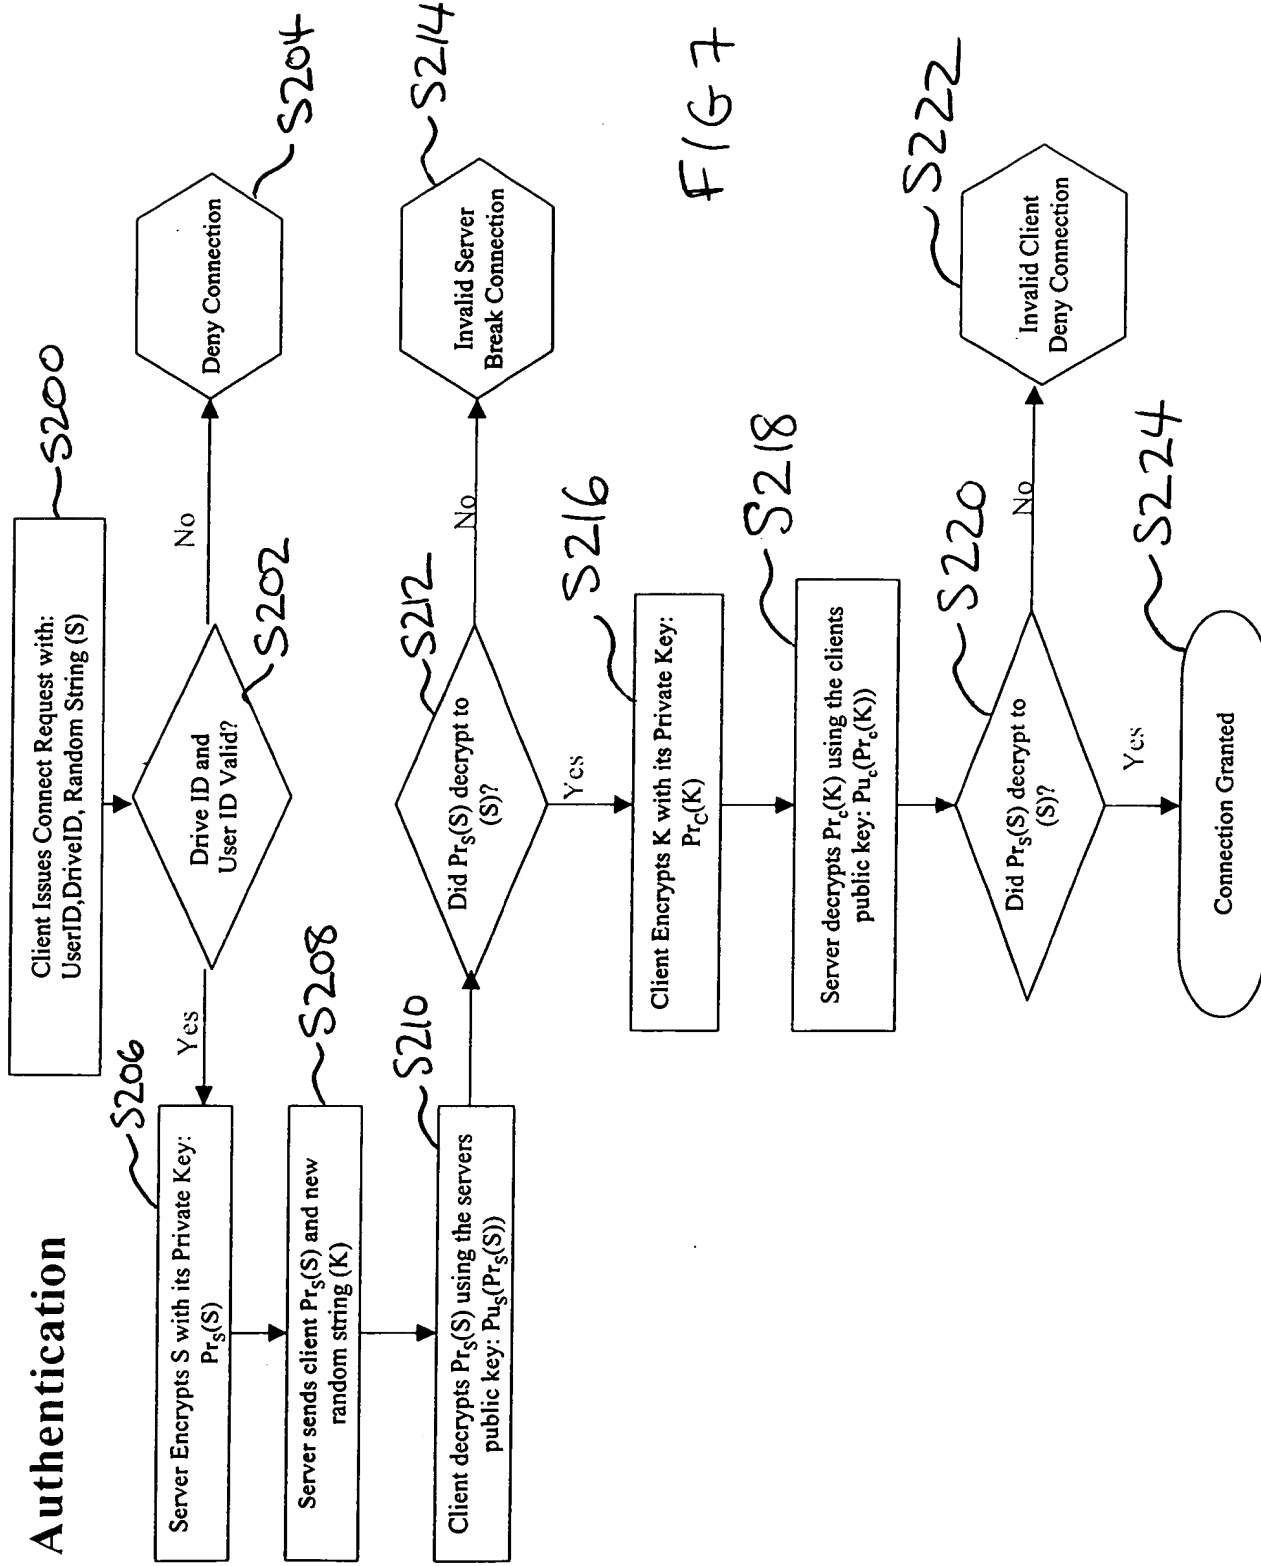 Authentication
Client Issues Connect Request with:
UserID,DriveID, Random String (S)
S200
Drive ID and
User ID Valid?
S202
No
Deny Connection
S204
Yes
S206
Server Encrypts S with its Private Key:
Prs(S)
S208
Server sends client Prs(S) and new
random string (K)
S210
Client decrypts Prs(S) using the servers
public key: Pus(Prs(S))
S212
Did Prs(S) decrypt to
(S)?
No
Invalid Server
Break Connection
S214
Yes
S216
Client Encrypts K with its Private Key:
Prc(K)
S218
Server decrypts Prc(K) using the clients
public key: Puc(Prc(K))
S220
Did Prs(S) decrypt to
(S)?
No
Invalid Client
Deny Connection
S222
Yes
S224
Connection Granted
FIG 7